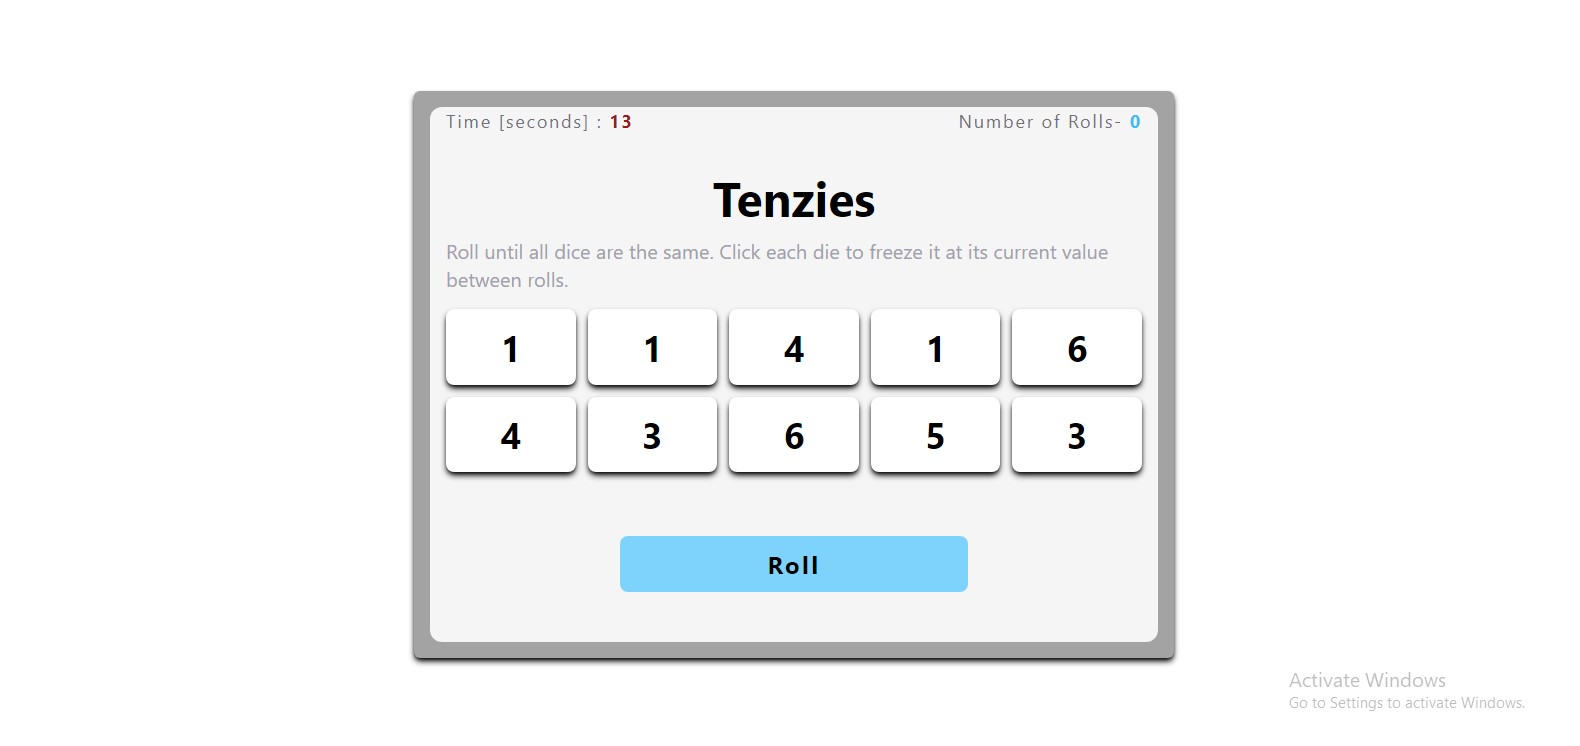 Time [seconds] : 13 Number of Rolls- 0
Tenzies
Roll until all dice are the same. Click each die to freeze it at its current value
between rolls.
1 1 4 1 6
4 3 6 5 3
Roll
Activate Windows
Go to Settings to activate Windows.